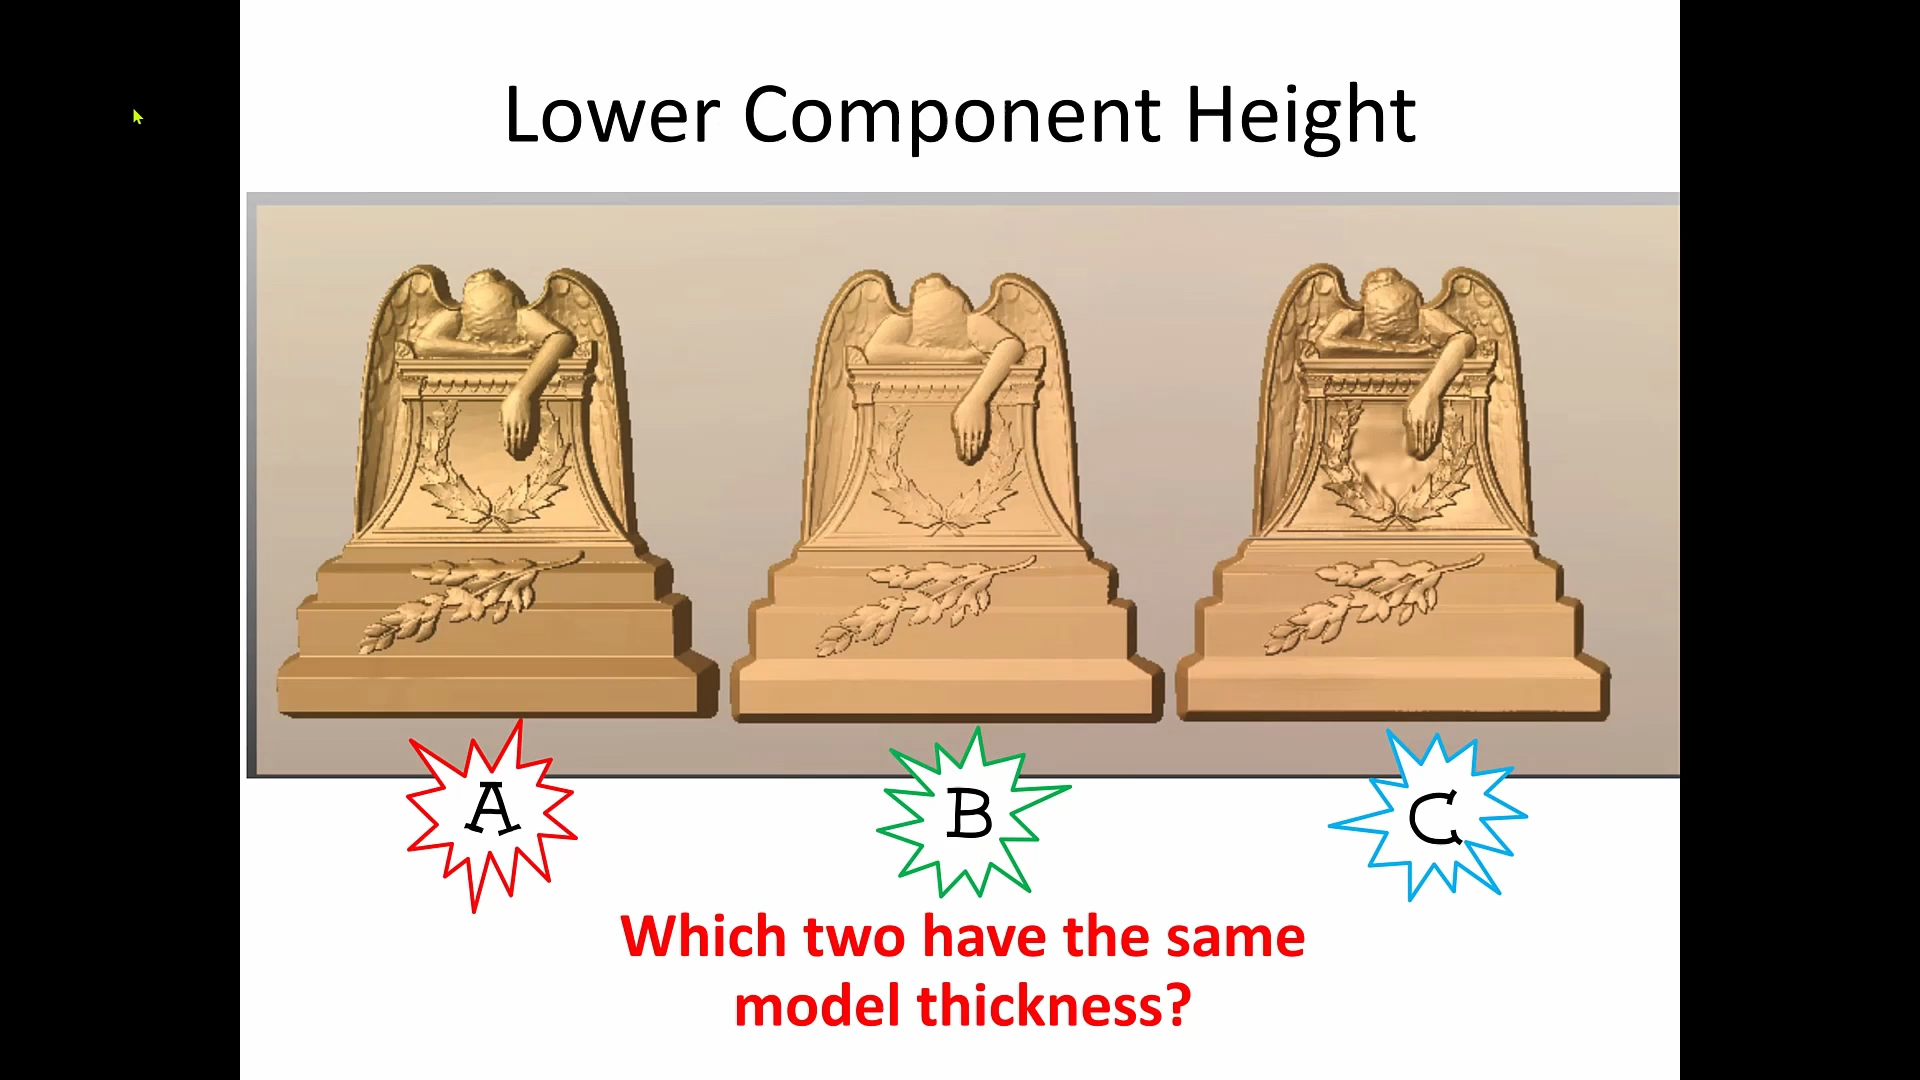 Lower Component Height
A
B
C
Which two have the same
model thickness?